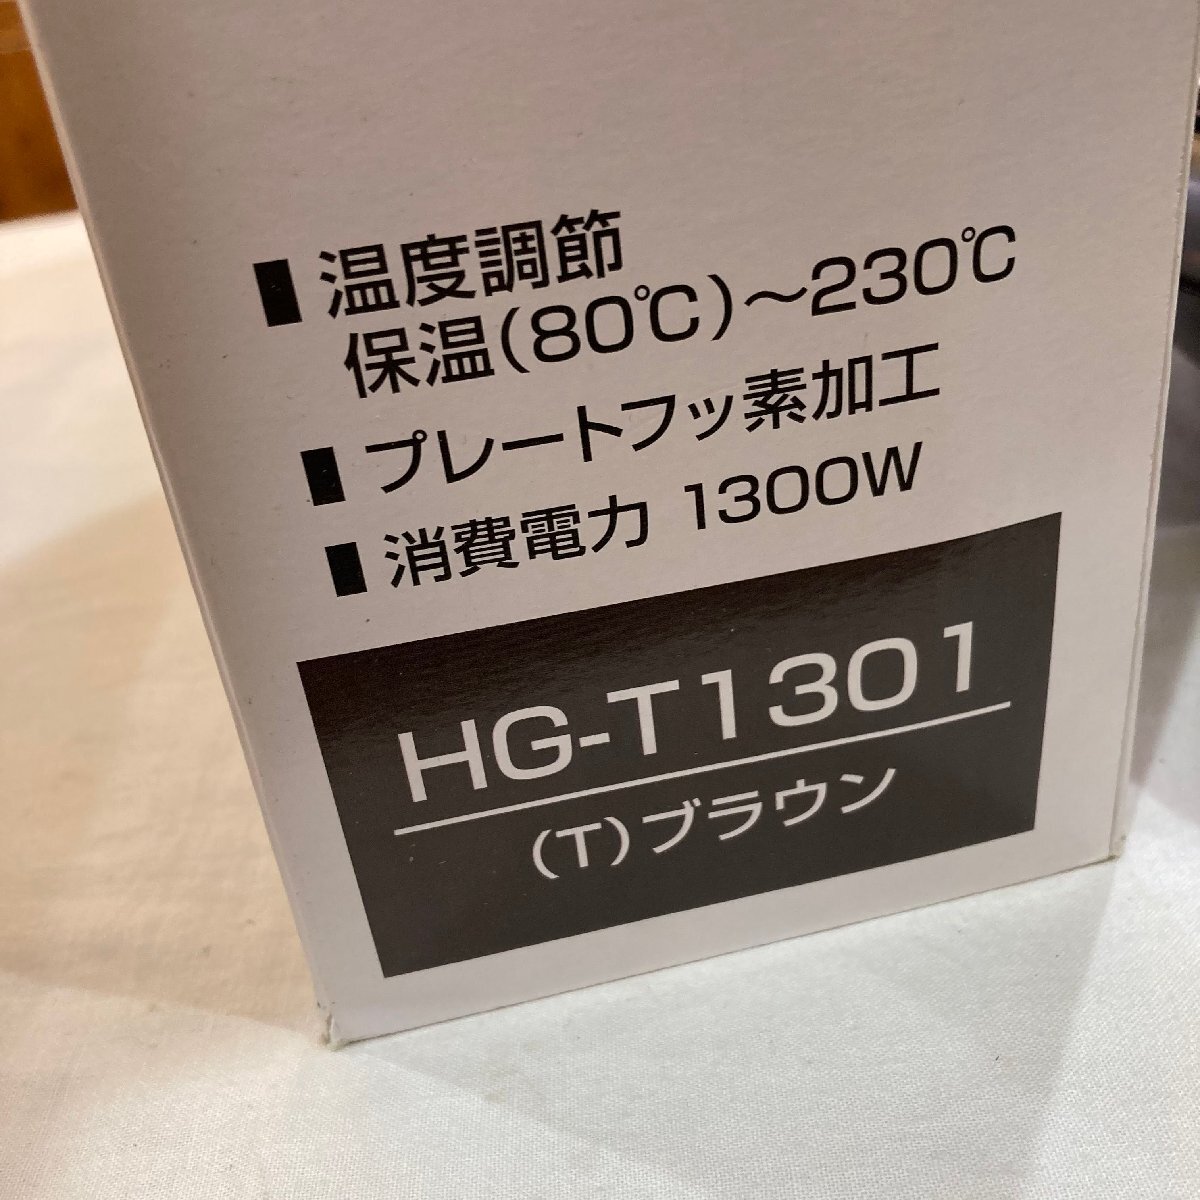 ■ 温度調節
保温(80℃)〜230℃
■ プレートフッ素加工
■ 消費電力 1300W
HG-T1301
(T)ブラウン